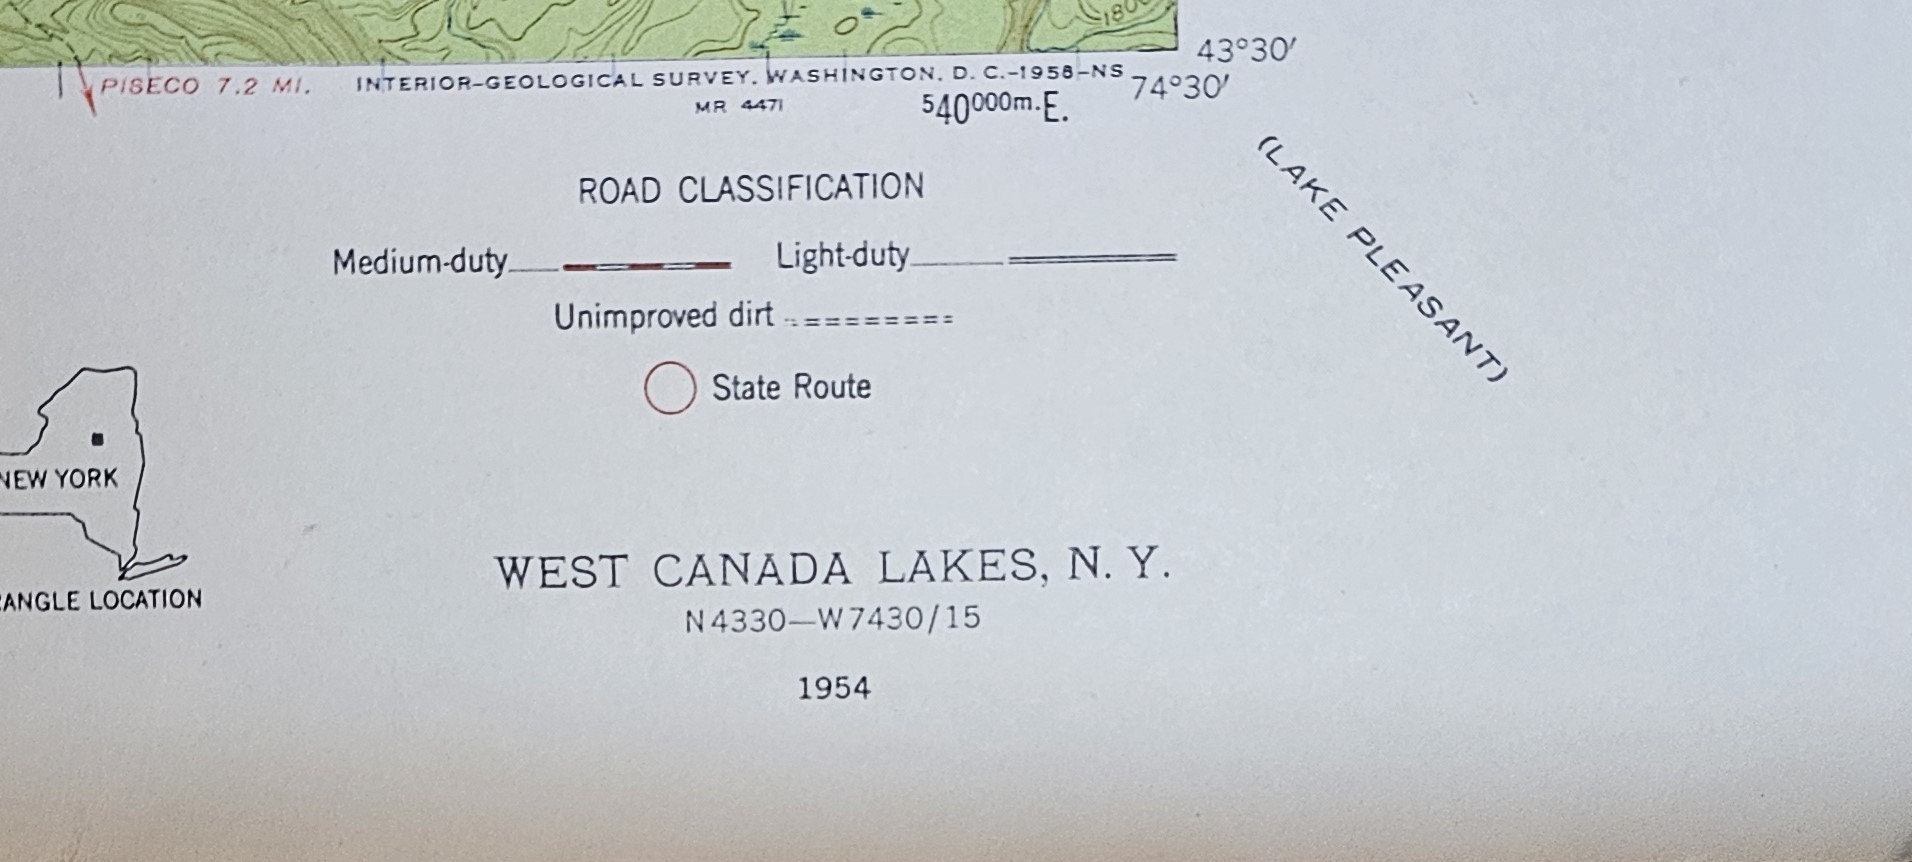 1800
43°30′
PISECO 7.2 MI.
INTERIOR-GEOLOGICAL SURVEY, WASHINGTON, D. C.-1958-NS
74°30′
MR 4471
540000m.E.
(LAKE PLEASANT)
ROAD CLASSIFICATION
Medium-duty
Light-duty
Unimproved dirt
State Route
NEW YORK
ANGLE LOCATION
WEST CANADA LAKES, N. Y.
N4330—W7430/15
1954